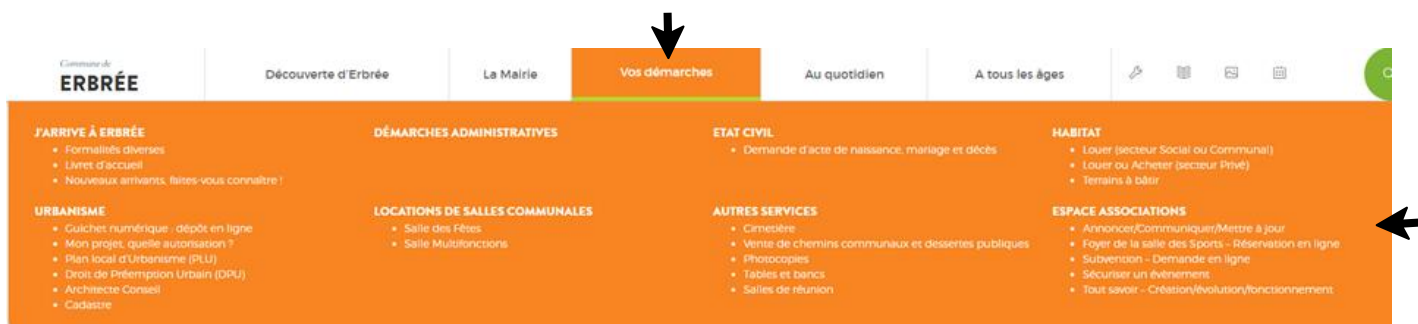 Commune de
ERBRÉE
Découverte d'Erbrée
La Mairie
Vos démarches
Au quotidien
A tous les âges
J'ARRIVE À ERBRÉE
• Formalités diverses
• Livret d'accueil
• Nouveaux arrivants, faites-vous connaître !
DÉMARCHES ADMINISTRATIVES
ETAT CIVIL
• Demande d'acte de naissance, mariage et décès
HABITAT
• Louer (secteur Social ou Communal)
• Louer ou Acheter (secteur Privé)
• Terrains à bâtir
URBANISME
• Guichet numérique : dépôt en ligne
• Mon projet, quelle autorisation ?
• Plan local d'Urbanisme (PLU)
• Droit de Préemption Urbain (DPU)
• Architecte Conseil
• Cadastre
LOCATIONS DE SALLES COMMUNALES
• Salle des Fêtes
• Salle Multifonctions
AUTRES SERVICES
• Cimetière
• Vente de chemins communaux et dessertes publiques
• Photocopies
• Tables et bancs
• Salles de réunion
ESPACE ASSOCIATIONS
• Annoncer/Communiquer/Mettre à jour
• Foyer de la salle des Sports - Réservation en ligne
• Subvention - Demande en ligne
• Sécuriser un évènement
• Tout savoir - Création/évolution/fonctionnement